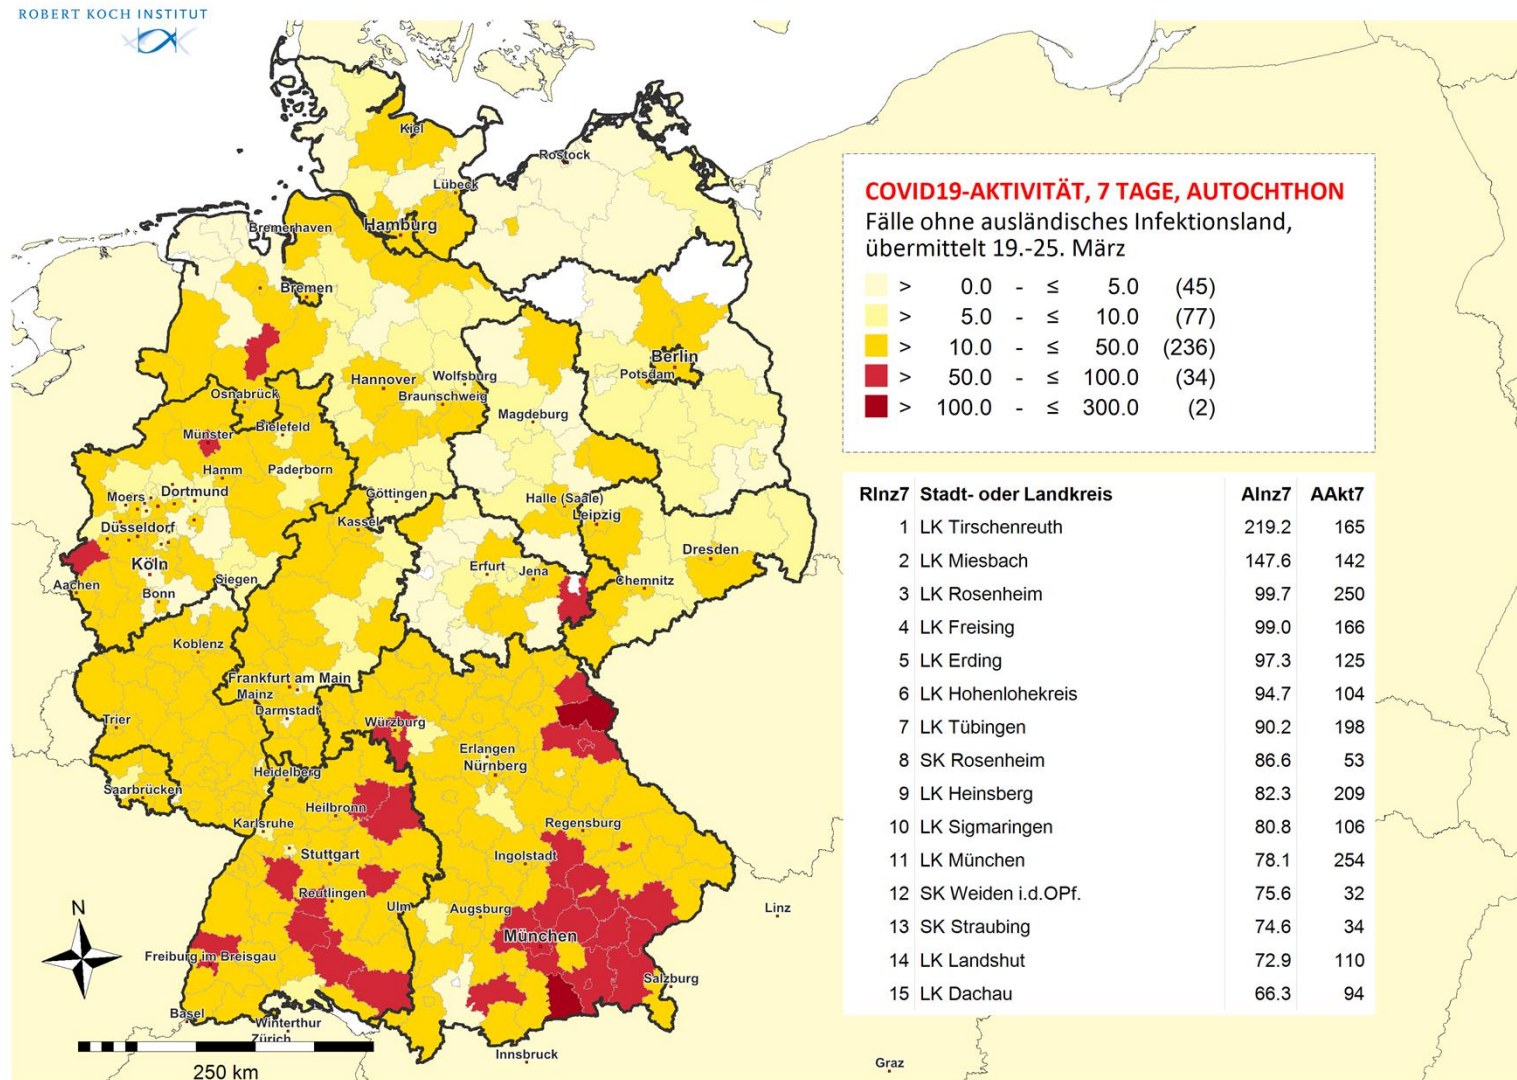 ROBERT KOCH INSTITUT
Kiel
Rostock
Lübeck
Bremerhaven
Hamburg
Bremen
Berlin
Potsdam
Hannover
Wolfsburg
Braunschweig
Osnabrück
Magdeburg
Münster
Bielefeld
Hamm
Paderborn
Moers
Dortmund
Göttingen
Halle (Saale)
Leipzig
Düsseldorf
Kassel
Dresden
Köln
Erfurt
Jena
Chemnitz
Aachen
Siegen
Bonn
Koblenz
Frankfurt am Main
Mainz
Darmstadt
Trier
Würzburg
Erlangen
Nürnberg
Heidelberg
Saarbrücken
Heilbronn
Karlsruhe
Regensburg
Stuttgart
Ingolstadt
Reutlingen
Ulm
Augsburg
Linz
München
Freiburg im Breisgau
Salzburg
Basel
Winterthur
Zürich
Innsbruck
Graz
N
250 km
COVID19-AKTIVITÄT, 7 TAGE, AUTOCHTHON
Fälle ohne ausländisches Infektionsland,
übermittelt 19.-25. März
> 0.0 - ≤ 5.0 (45)
> 5.0 - ≤ 10.0 (77)
> 10.0 - ≤ 50.0 (236)
> 50.0 - ≤ 100.0 (34)
> 100.0 - ≤ 300.0 (2)
RInz7 Stadt- oder Landkreis AInz7 AAkt7
1 LK Tirschenreuth 219.2 165
2 LK Miesbach 147.6 142
3 LK Rosenheim 99.7 250
4 LK Freising 99.0 166
5 LK Erding 97.3 125
6 LK Hohenlohekreis 94.7 104
7 LK Tübingen 90.2 198
8 SK Rosenheim 86.6 53
9 LK Heinsberg 82.3 209
10 LK Sigmaringen 80.8 106
11 LK München 78.1 254
12 SK Weiden i.d.OPf. 75.6 32
13 SK Straubing 74.6 34
14 LK Landshut 72.9 110
15 LK Dachau 66.3 94